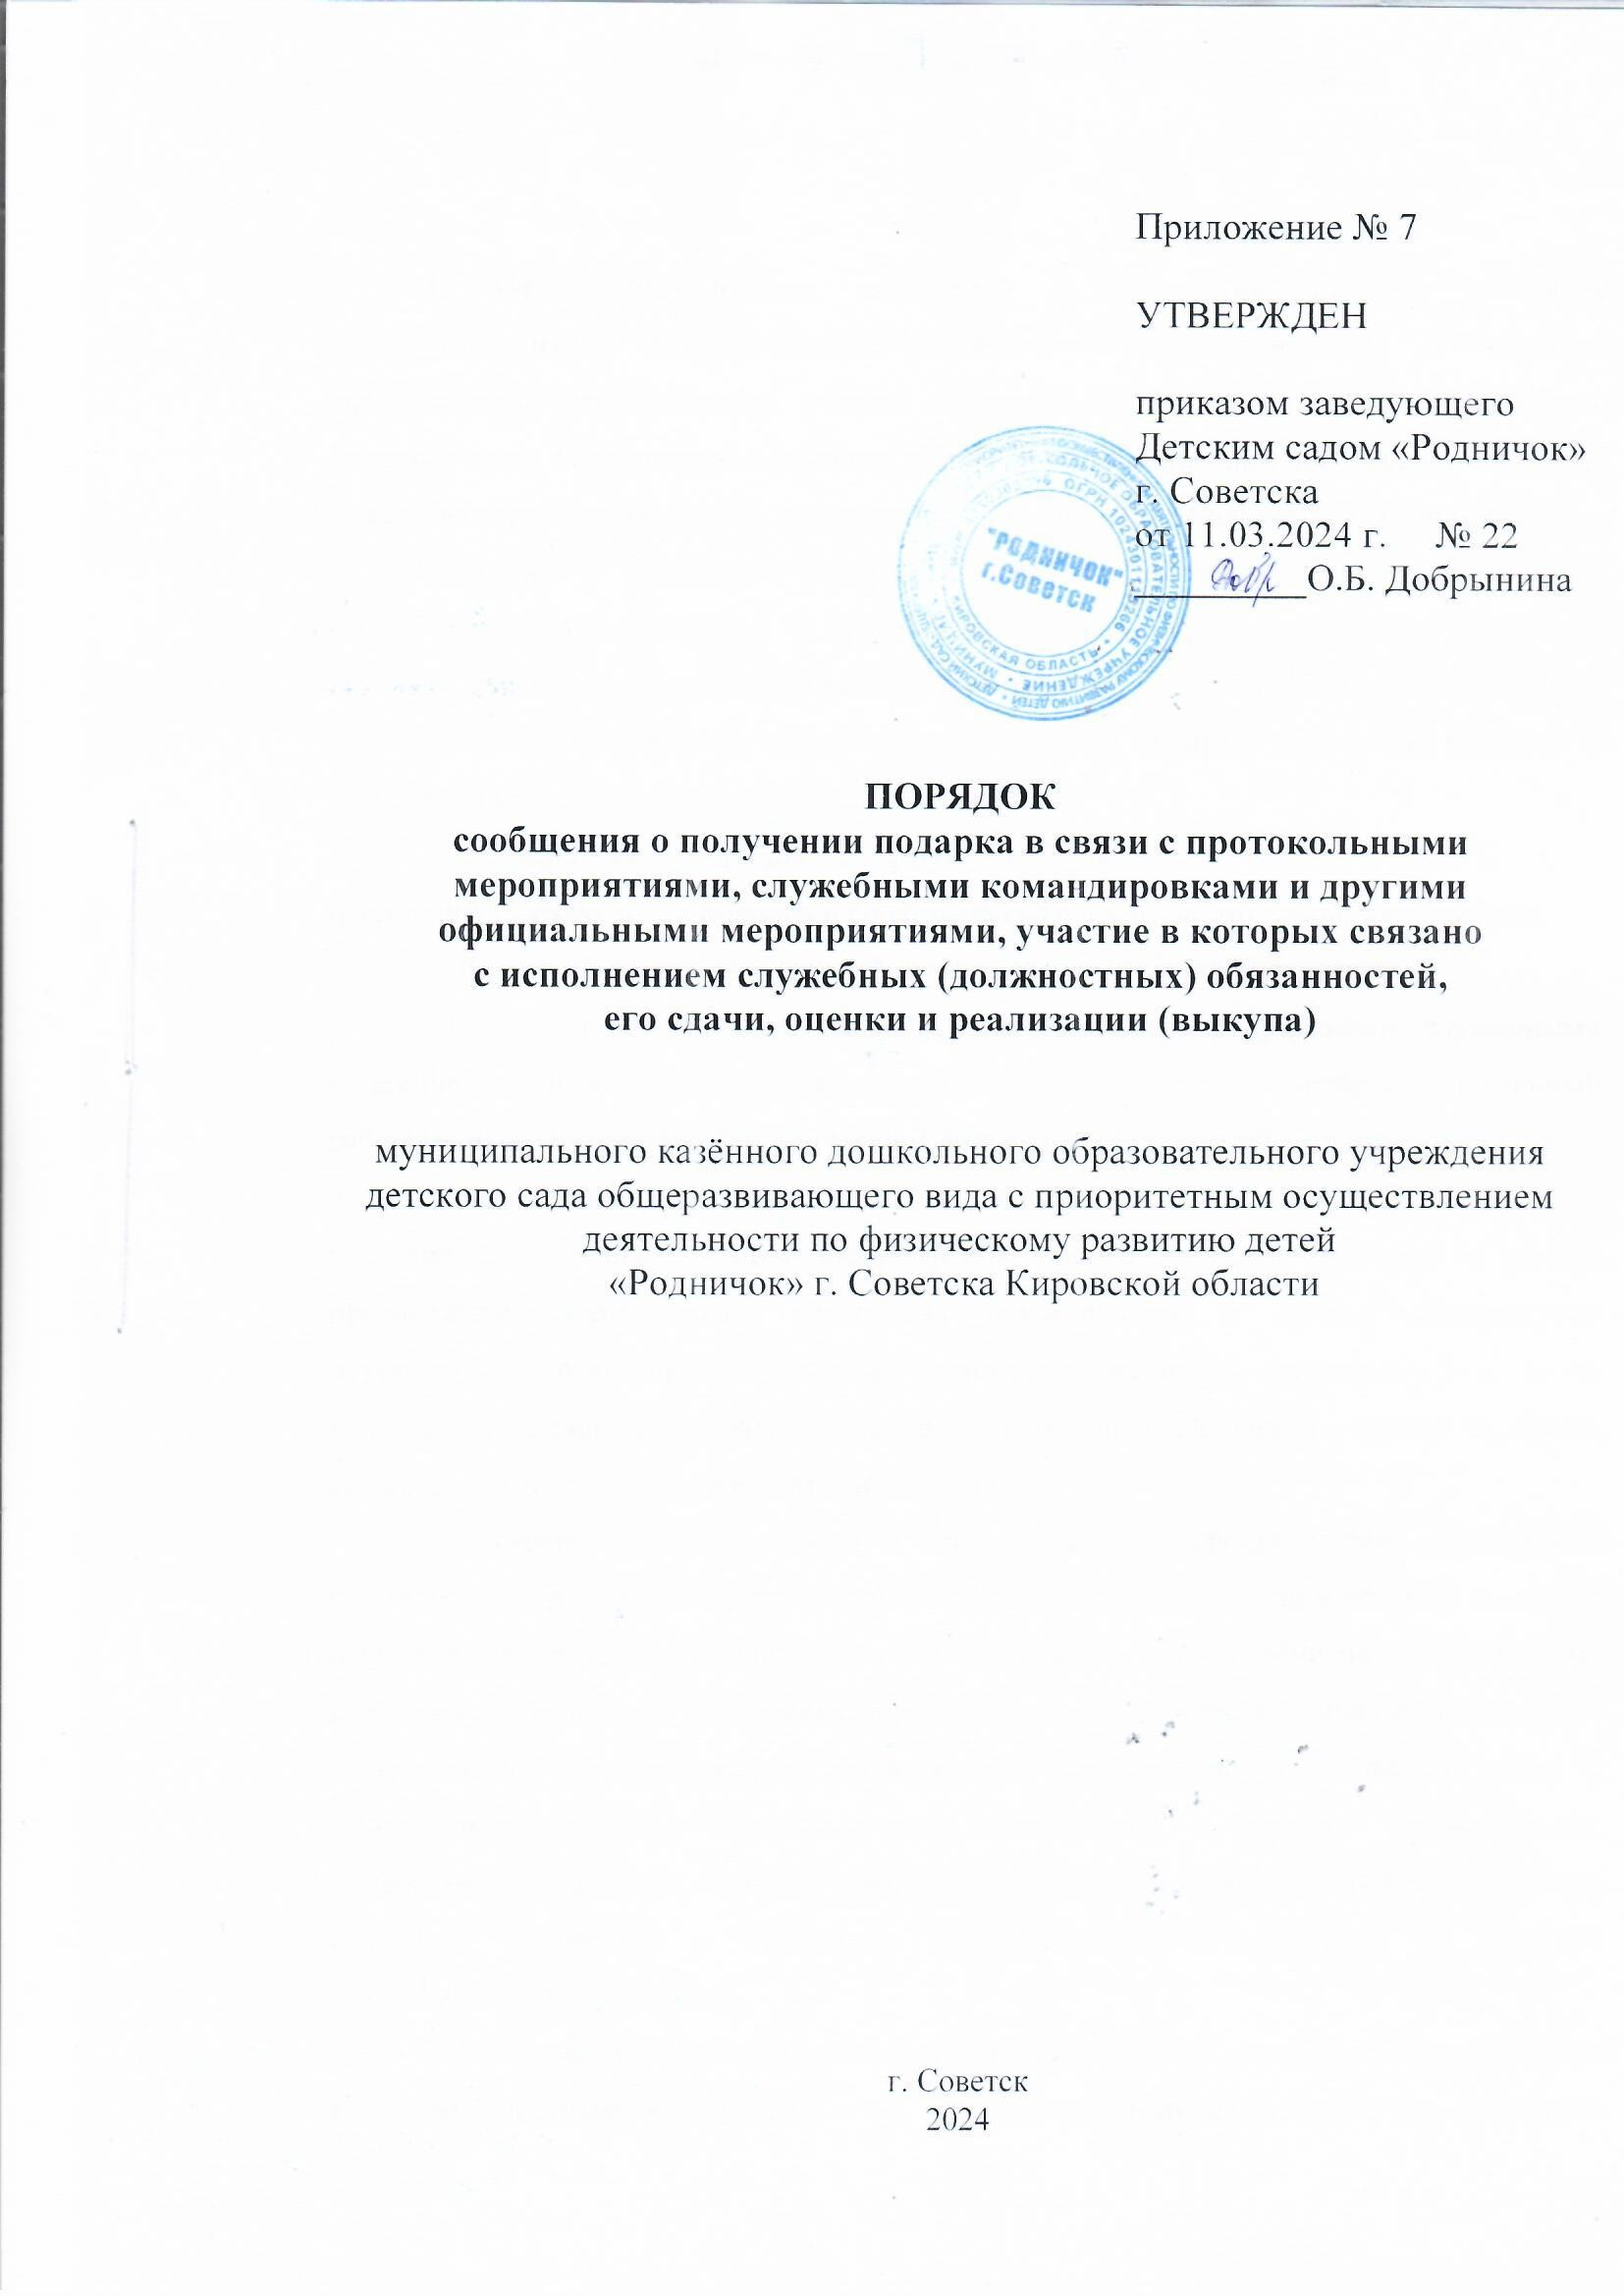 Приложение № 7
УТВЕРЖДЕН
приказом заведующего
Детским садом «Родничок»
г. Советска
от 11.03.2024 г. № 22
__________О.Б. Добрынина
"РОДНИЧОК"
г.Советск
КИРОВСКАЯ ОБЛАСТЬ
ПОРЯДОК
сообщения о получении подарка в связи с протокольными
мероприятиями, служебными командировками и другими
официальными мероприятиями, участие в которых связано
с исполнением служебных (должностных) обязанностей,
его сдачи, оценки и реализации (выкупа)
муниципального казённого дошкольного образовательного учреждения
детского сада общеразвивающего вида с приоритетным осуществлением
деятельности по физическому развитию детей
«Родничок» г. Советска Кировской области
г. Советск
2024